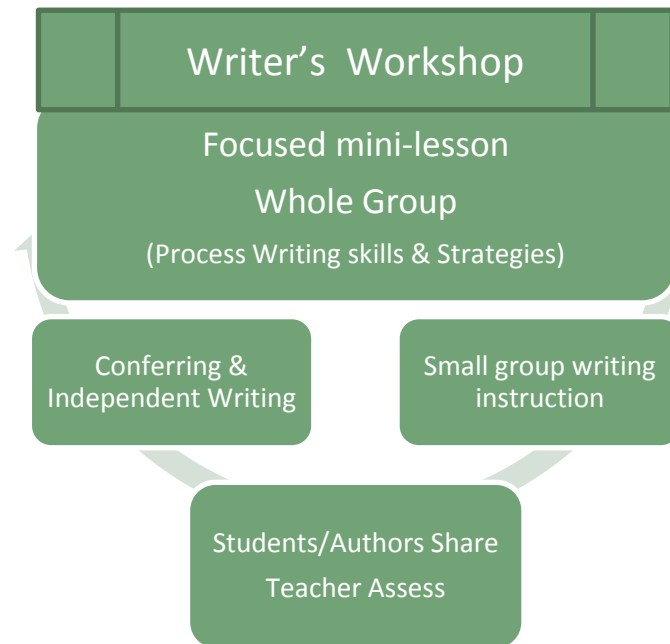 Writer’s  Workshop
Focused mini-lesson
Whole Group
(Process Writing skills & Strategies)
Conferring &
Independent Writing
Small group writing
instruction
Students/Authors Share
Teacher Assess